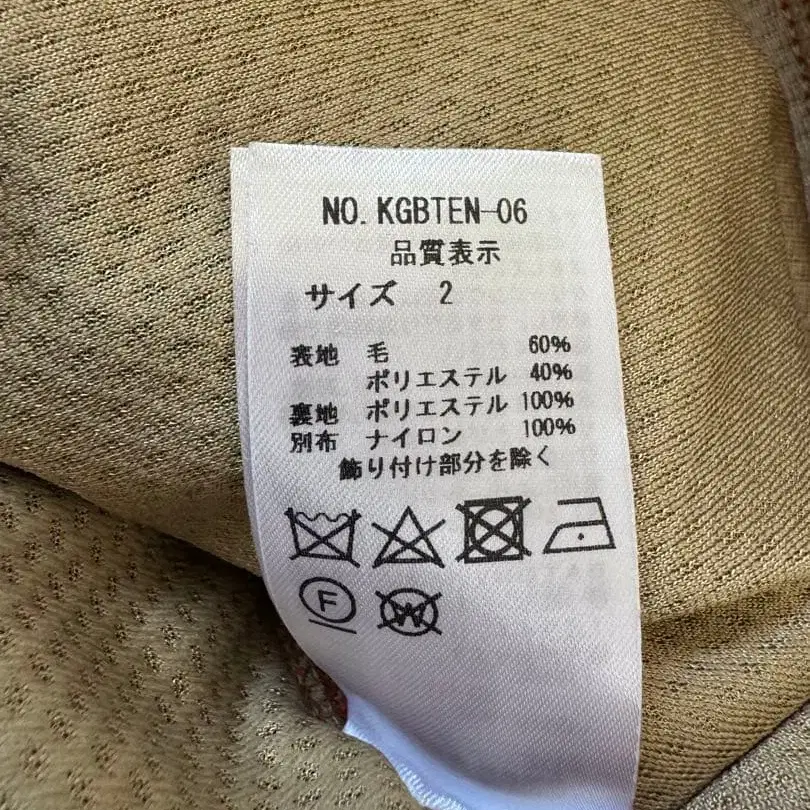 NO. KGBTEN-06
品質表示
サイズ 2
表地 毛 60%
ポリエステル 40%
裏地 ポリエステル 100%
別布 ナイロン 100%
飾り付け部分を除く
F W